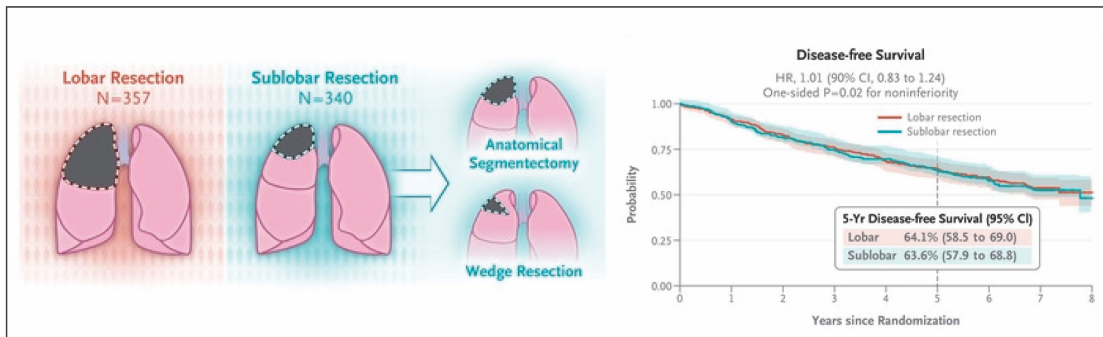 Lobar Resection
N=357
Sublobar Resection
N=340
Anatomical
Segmentectomy
Wedge Resection
Disease-free Survival
HR, 1.01 (90% CI, 0.83 to 1.24)
One-sided P=0.02 for noninferiority
Lobar resection
Sublobar resection
Probability
1.00
0.75
0.50
0.25
0.00
5-Yr Disease-free Survival (95% CI)
Lobar 64.1% (58.5 to 69.0)
Sublobar 63.6% (57.9 to 68.8)
0 1 2 3 4 5 6 7 8
Years since Randomization